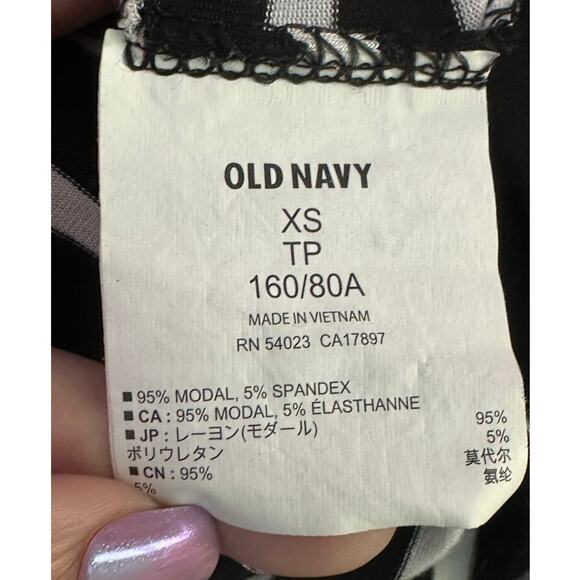 OLD NAVY
XS
TP
160/80A
MADE IN VIETNAM
RN 54023 CA17897
■ 95% MODAL, 5% SPANDEX
■ CA : 95% MODAL, 5% ÉLASTHANNE
■ JP : レーヨン(モダール) 95%
ポリウレタン 5%
■ CN : 95% 莫代尔
5% 氨纶